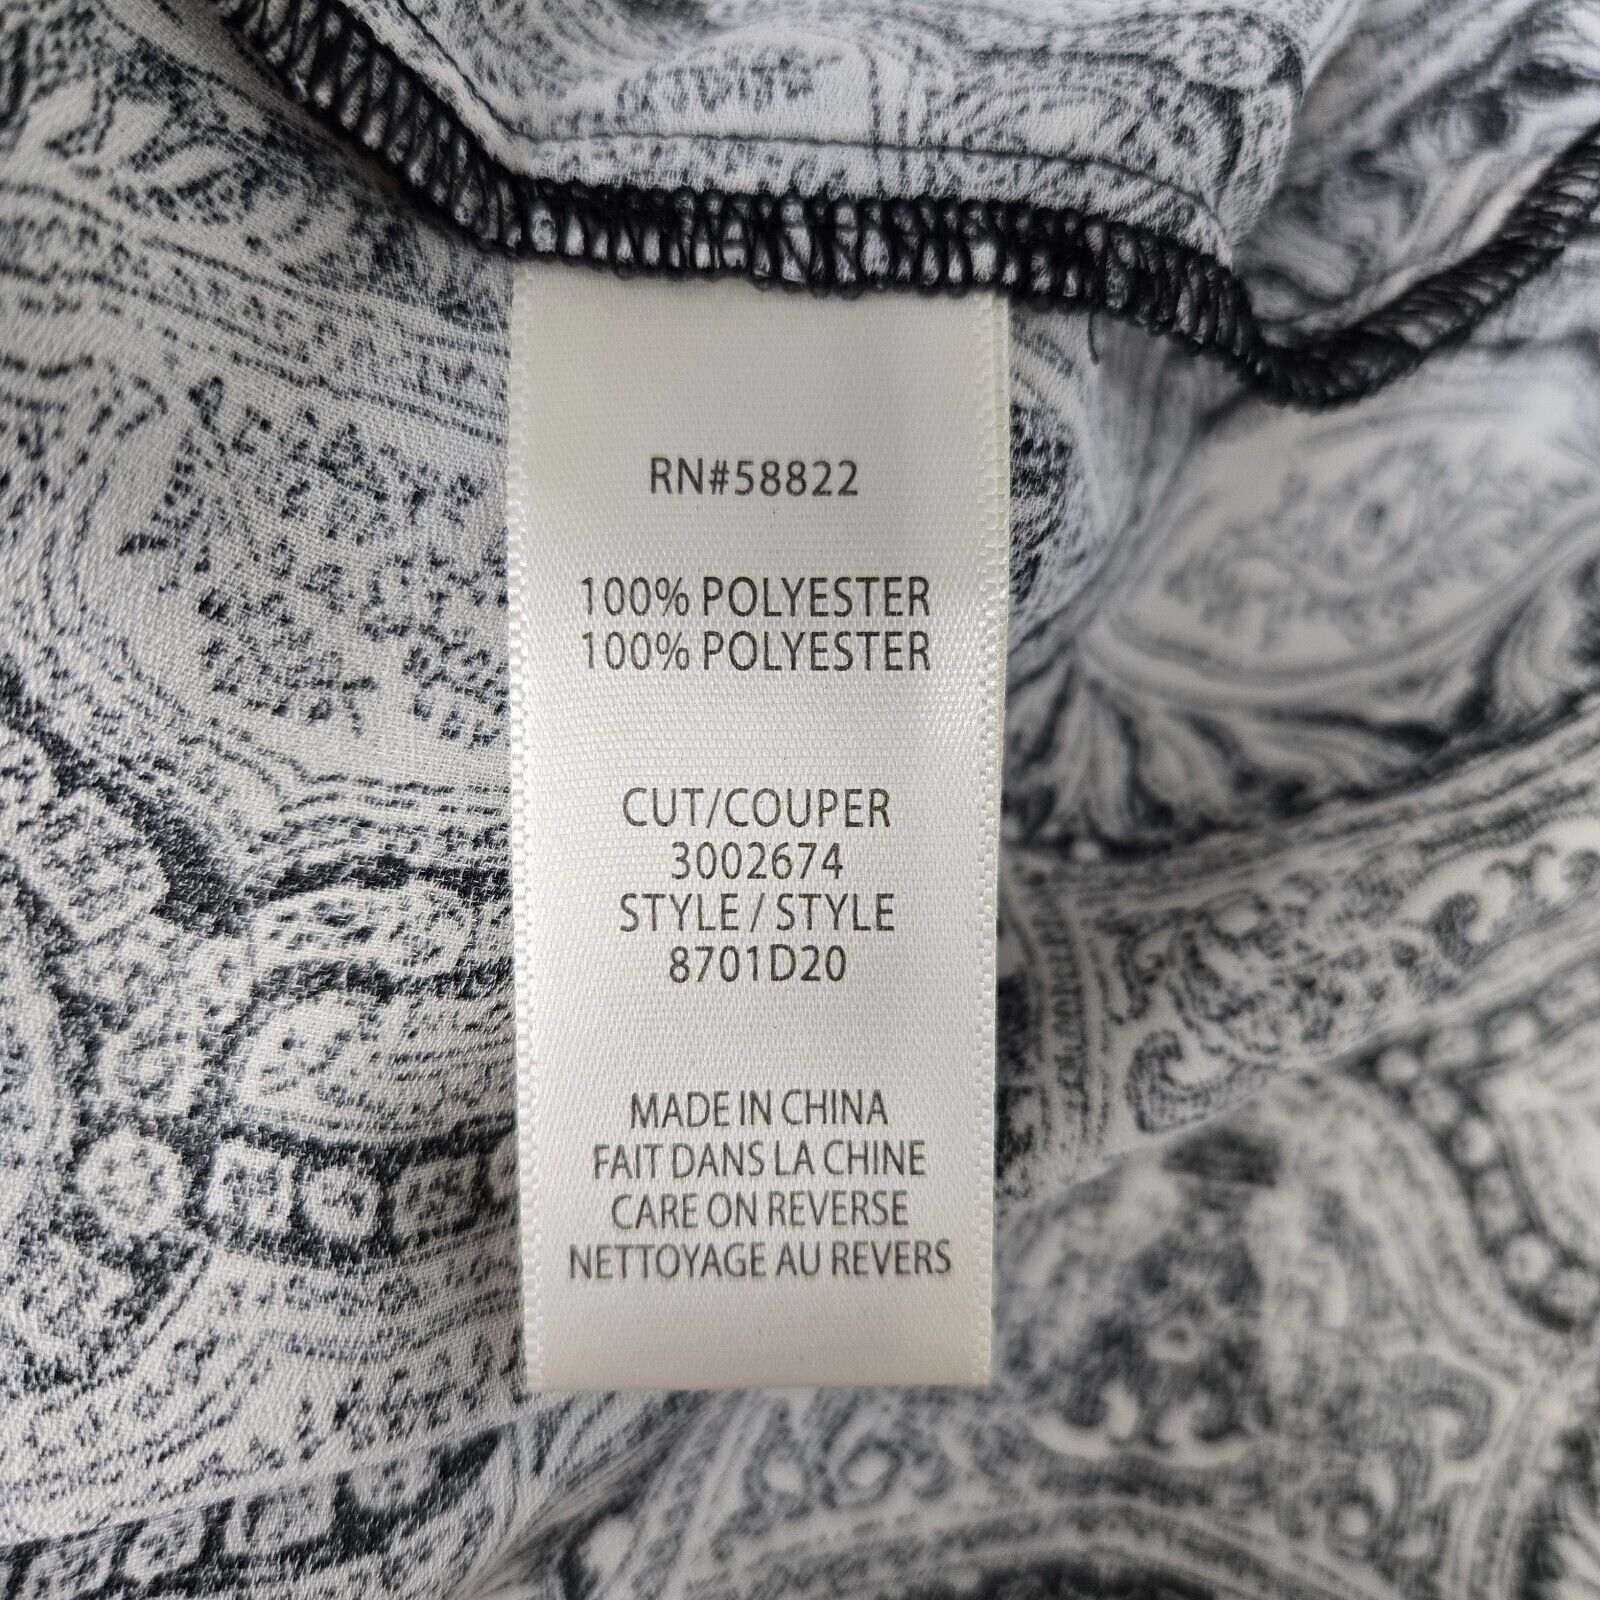 RN#58822
100% POLYESTER
100% POLYESTER
CUT/COUPER
3002674
STYLE / STYLE
8701D20
MADE IN CHINA
FAIT DANS LA CHINE
CARE ON REVERSE
NETTOYAGE AU REVERS